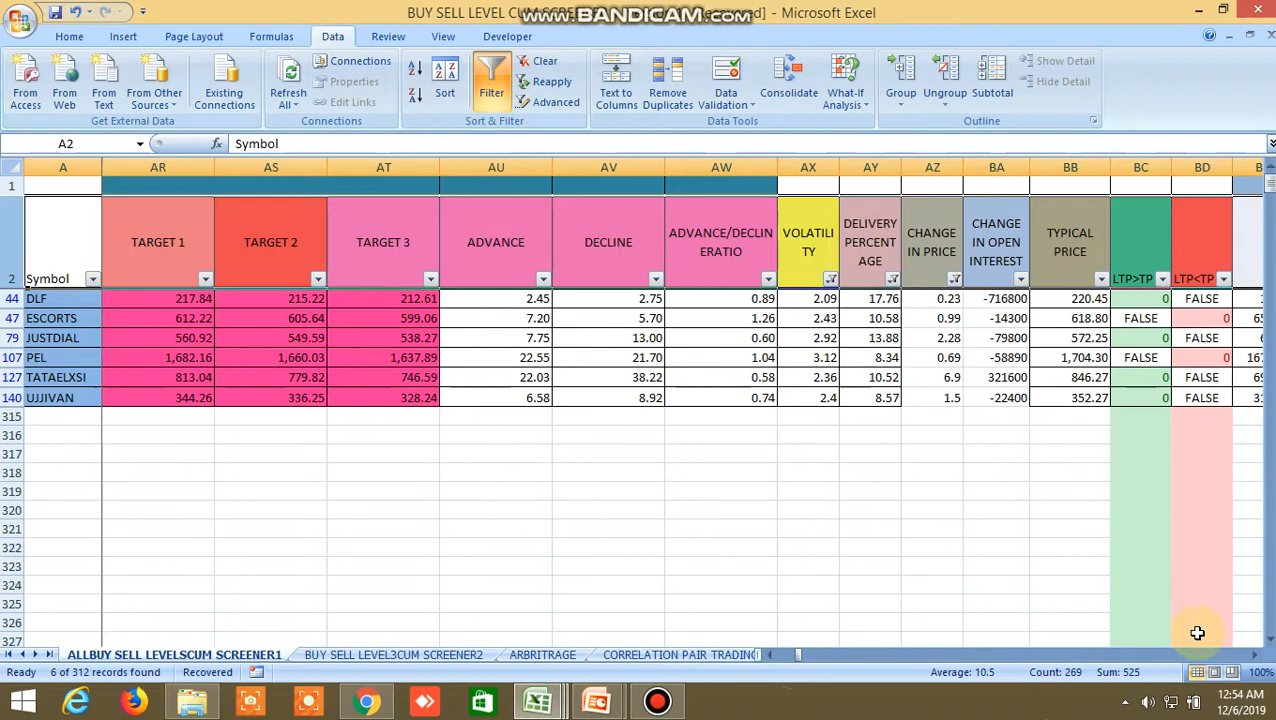 BUY SELL LEVEL CUM SCREE
www.BANDICAM.com
] - Microsoft Excel
Home Insert Page Layout Formulas Data Review View Developer
From Access
From Web
From Text
From Other Sources
Existing Connections
Get External Data
Refresh All
Connections
Properties
Edit Links
Connections
Sort
Filter
Clear
Reapply
Advanced
Sort & Filter
Text to Columns
Remove Duplicates
Data Validation
Consolidate
What-If Analysis
Data Tools
Group
Ungroup
Subtotal
Show Detail
Hide Detail
Outline
A2 fx Symbol
A AR AS AT AU AV AW AX AY AZ BA BB BC BD
1
2 Symbol TARGET 1 TARGET 2 TARGET 3 ADVANCE DECLINE ADVANCE/DECLINERATIO VOLATILITY DELIVERY PERCENTAGE CHANGE IN PRICE CHANGE IN OPEN INTEREST TYPICAL PRICE LTP>TP LTP<TP
44 DLF 217.84 215.22 212.61 2.45 2.75 0.89 2.09 17.76 0.23 -716800 220.45 0 FALSE
47 ESCORTS 612.22 605.64 599.06 7.20 5.70 1.26 2.43 10.58 0.99 -14300 618.80 FALSE 0
79 JUSTDIAL 560.92 549.59 538.27 7.75 13.00 0.60 2.92 13.88 2.28 -79800 572.25 0 FALSE
107 PEL 1,682.16 1,660.03 1,637.89 22.55 21.70 1.04 3.12 8.34 0.69 -58890 1,704.30 FALSE 0
127 TATAELXSI 813.04 779.82 746.59 22.03 38.22 0.58 2.36 10.52 6.9 321600 846.27 0 FALSE
140 UJJIVAN 344.26 336.25 328.24 6.58 8.92 0.74 2.4 8.57 1.5 -22400 352.27 0 FALSE
315
316
317
318
319
320
321
322
323
324
325
326
327
ALLBUY SELL LEVELSCUM SCREENER1 BUY SELL LEVEL3CUM SCREENER2 ARBITRAGE CORRELATION PAIR TRADING
Ready 6 of 312 records found Recovered Average: 10.5 Count: 269 Sum: 525 100%
12:54 AM
12/6/2019